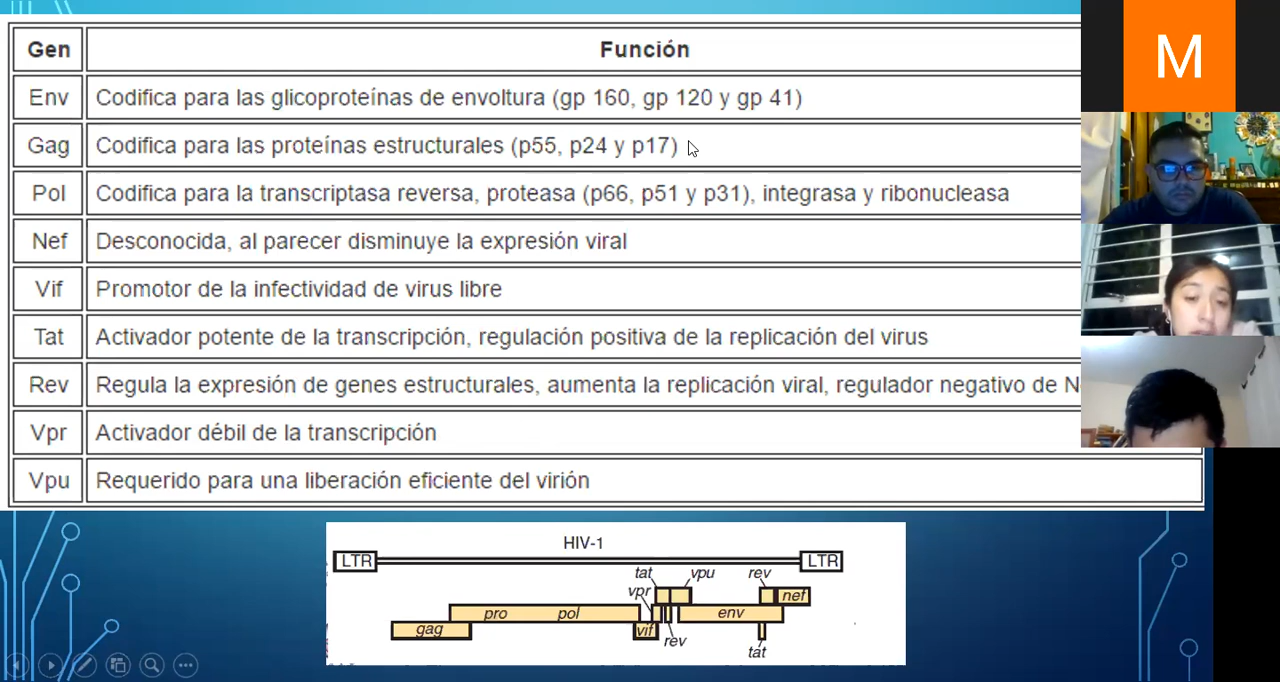 Gen Función
Env Codifica para las glicoproteínas de envoltura (gp 160, gp 120 y gp 41)
Gag Codifica para las proteínas estructurales (p55, p24 y p17)
Pol Codifica para la transcriptasa reversa, proteasa (p66, p51 y p31), integrasa y ribonucleasa
Nef Desconocida, al parecer disminuye la expresión viral
Vif Promotor de la infectividad de virus libre
Tat Activador potente de la transcripción, regulación positiva de la replicación del virus
Rev Regula la expresión de genes estructurales, aumenta la replicación viral, regulador negativo de
Vpr Activador débil de la transcripción
Vpu Requerido para una liberación eficiente del virión
M
HIV-1
LTR LTR
tat vpu rev
vpr nef
pro pol env
gag vif rev
tat